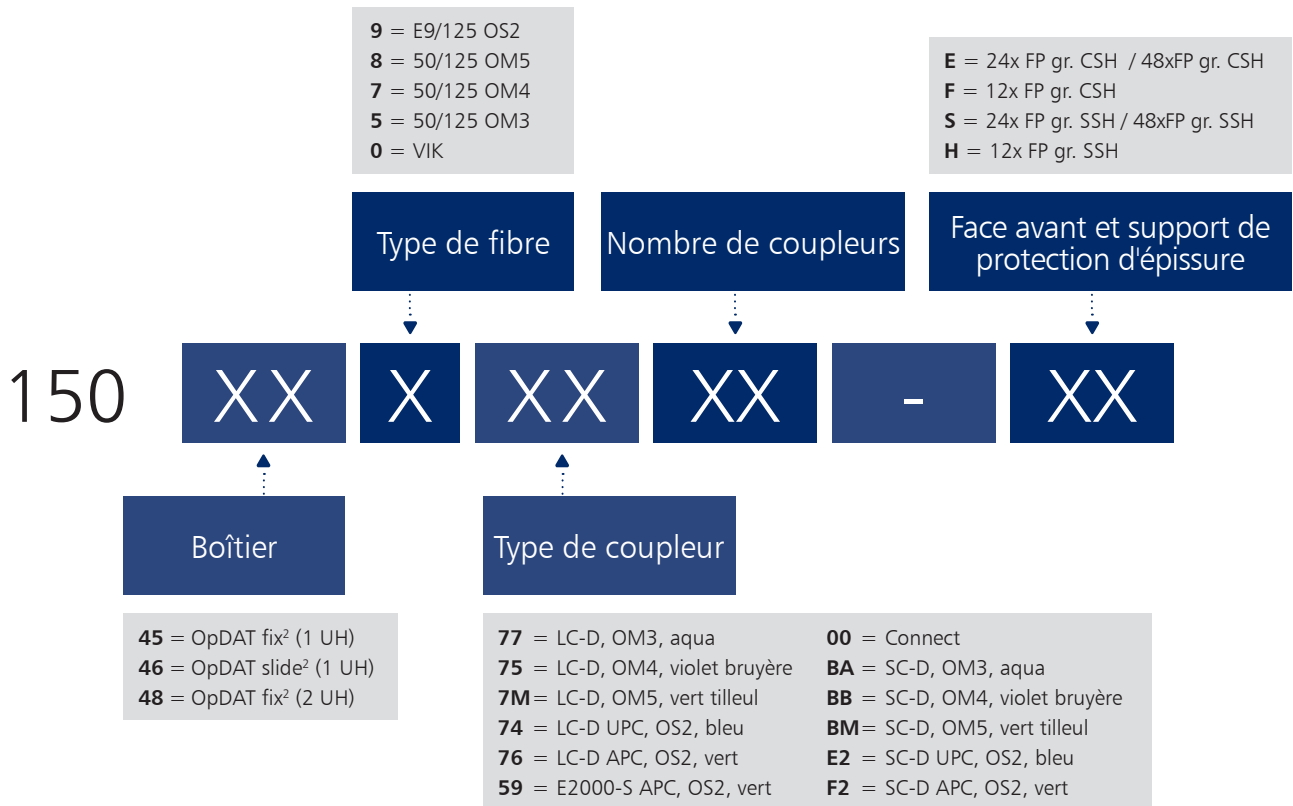 9 = E9/125 OS2
8 = 50/125 OM5
7 = 50/125 OM4
5 = 50/125 OM3
0 = VIK
E = 24x FP gr. CSH / 48xFP gr. CSH
F = 12x FP gr. CSH
S = 24x FP gr. SSH / 48xFP gr. SSH
H = 12x FP gr. SSH
Type de fibre
Nombre de coupleurs
Face avant et support de
protection d'épissure
150 XX X XX XX - XX
Boîtier
Type de coupleur
45 = OpDAT fix² (1 UH)
46 = OpDAT slide² (1 UH)
48 = OpDAT fix² (2 UH)
77 = LC-D, OM3, aqua
75 = LC-D, OM4, violet bruyère
7M = LC-D, OM5, vert tilleul
74 = LC-D UPC, OS2, bleu
76 = LC-D APC, OS2, vert
59 = E2000-S APC, OS2, vert
00 = Connect
BA = SC-D, OM3, aqua
BB = SC-D, OM4, violet bruyère
BM = SC-D, OM5, vert tilleul
E2 = SC-D UPC, OS2, bleu
F2 = SC-D APC, OS2, vert